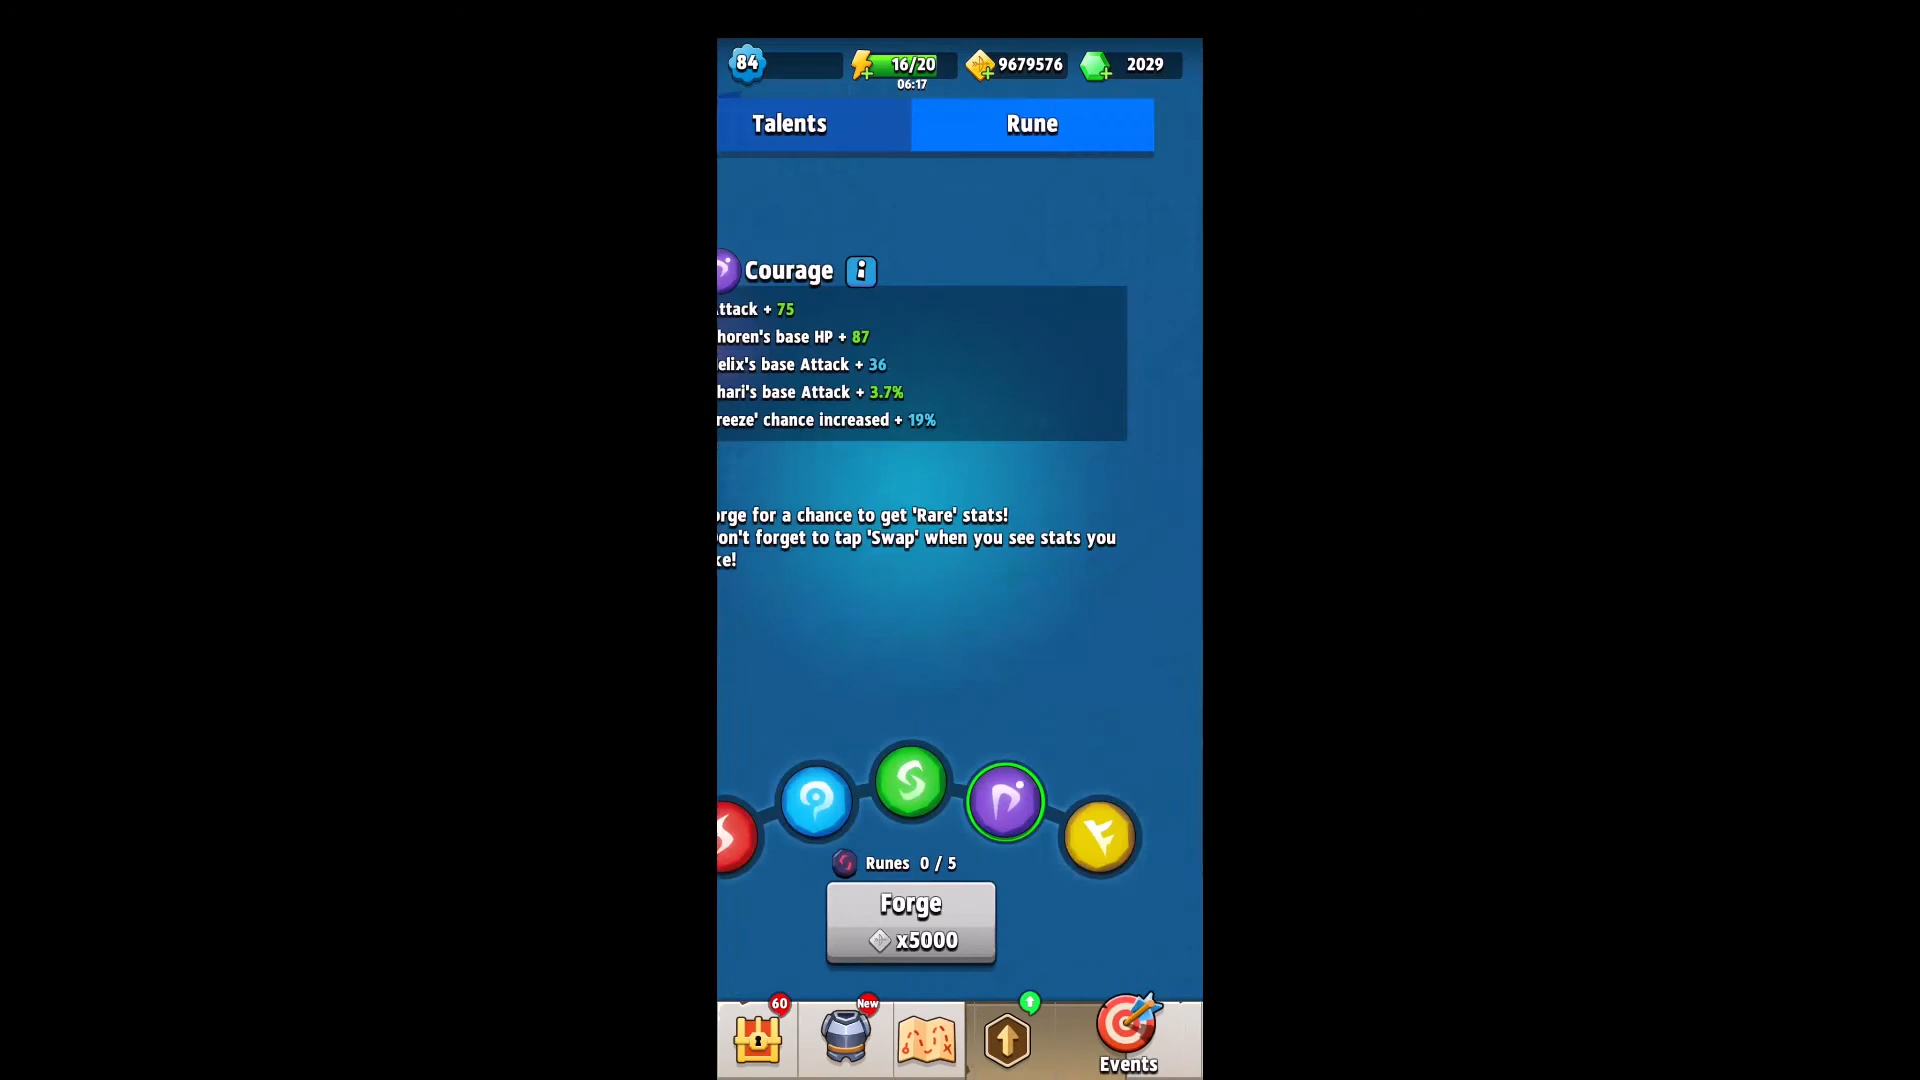 84
16/20
06:17
9679576
2029
Talents
Rune
Courage
ttack + 75
horen's base HP + 87
elix's base Attack + 36
hari's base Attack + 3.7%
reeze' chance increased + 19%
orge for a chance to get 'Rare' stats!
on't forget to tap 'Swap' when you see stats you
ke!
Runes 0 / 5
Forge
x5000
60
New
Events